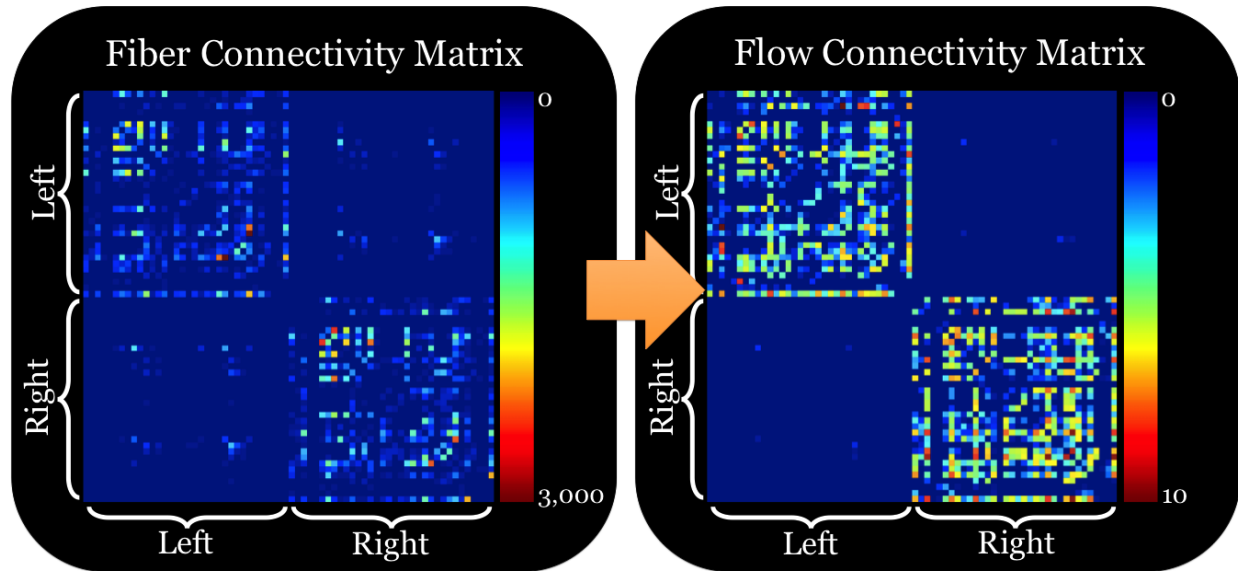 Fiber Connectivity Matrix
0
Left
Right
3,000
Left
Right
Flow Connectivity Matrix
0
Left
Right
10
Left
Right